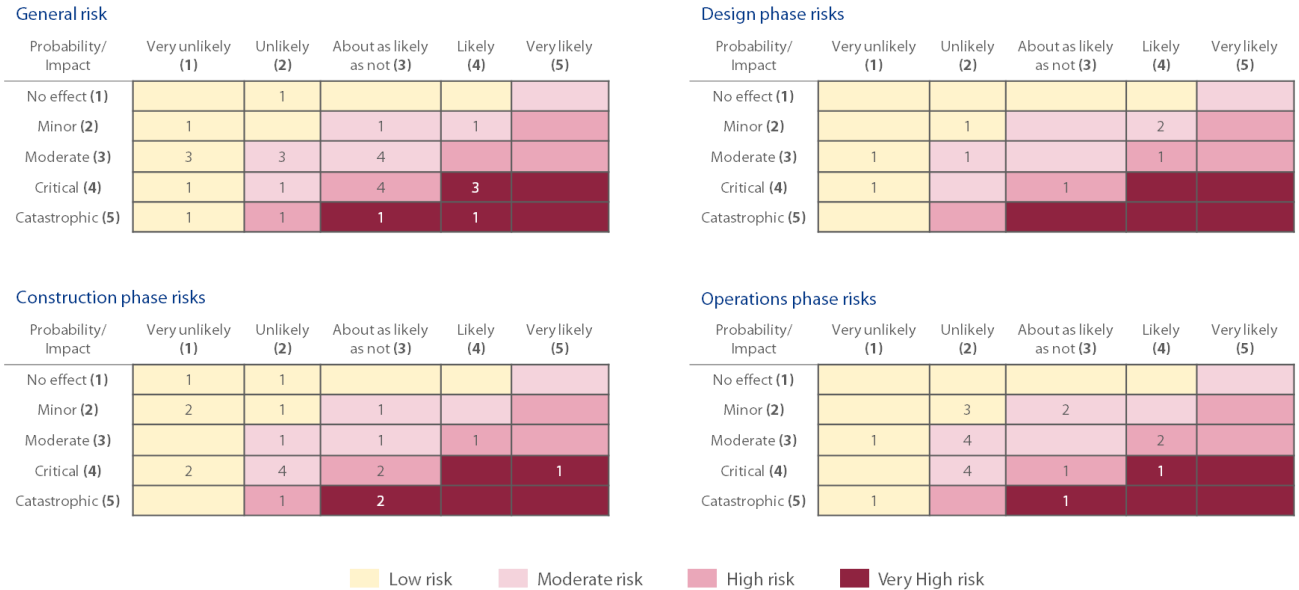 General risk
Probability/ Very unlikely Unlikely About as likely Likely Very likely
Impact (1) (2) as not (3) (4) (5)
No effect (1) 1
Minor (2) 1 1 1
Moderate (3) 3 3 4
Critical (4) 1 1 4 3
Catastrophic (5) 1 1 1 1
Design phase risks
Probability/ Very unlikely Unlikely About as likely Likely Very likely
Impact (1) (2) as not (3) (4) (5)
No effect (1)
Minor (2) 1 2
Moderate (3) 1 1 1
Critical (4) 1 1
Catastrophic (5)
Construction phase risks
Probability/ Very unlikely Unlikely About as likely Likely Very likely
Impact (1) (2) as not (3) (4) (5)
No effect (1) 1 1
Minor (2) 2 1 1
Moderate (3) 1 1 1
Critical (4) 2 4 2 1
Catastrophic (5) 1 2
Operations phase risks
Probability/ Very unlikely Unlikely About as likely Likely Very likely
Impact (1) (2) as not (3) (4) (5)
No effect (1)
Minor (2) 3 2
Moderate (3) 1 4 2
Critical (4) 4 1 1
Catastrophic (5) 1 1
Low risk Moderate risk High risk Very High risk